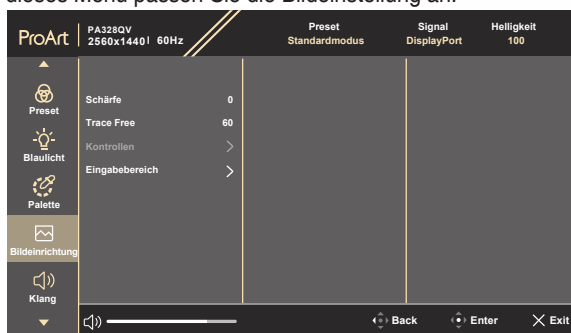 dieses Menü passen Sie die Bildeinstellung an.
ProArt
PA328QV
2560x1440 60Hz
Preset
Standardmodus
Signal
DisplayPort
Helligkeit
100
Preset
Blaulicht
Palette
Bildeinrichtung
Klang
Schärfe 0
Trace Free 60
Kontrollen
Eingabebereich
Back
Enter
Exit